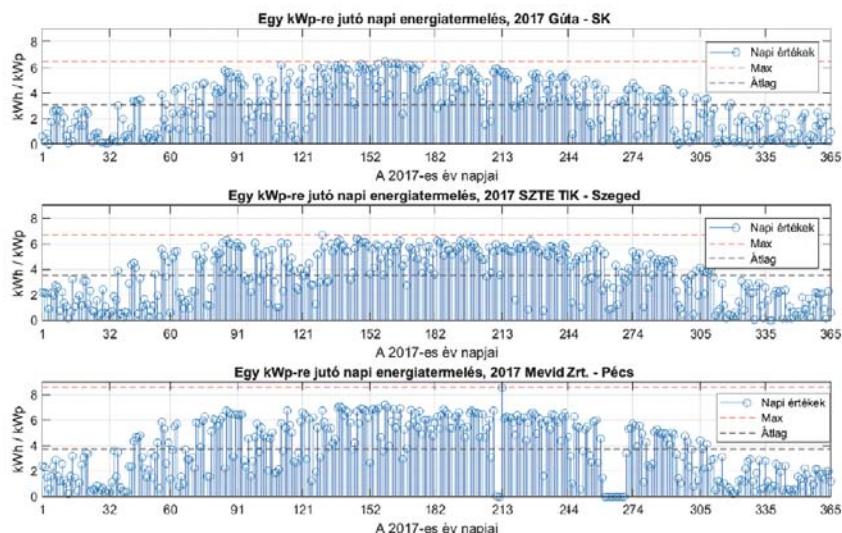 Egy kWp-re jutó napi energiatermelés, 2017 Gúta - SK
kWh / kWp
8
6
4
2
0
Napi értékek
Max
Átlag
1 32 60 91 121 152 182 213 244 274 305 335 365
A 2017-es év napjai
Egy kWp-re jutó napi energiatermelés, 2017 SZTE TIK - Szeged
kWh / kWp
8
6
4
2
0
Napi értékek
Max
Átlag
1 32 60 91 121 152 182 213 244 274 305 335 365
A 2017-es év napjai
Egy kWp-re jutó napi energiatermelés, 2017 Mevid Zrt. - Pécs
kWh / kWp
8
6
4
2
0
Napi értékek
Max
Átlag
1 32 60 91 121 152 182 213 244 274 305 335 365
A 2017-es év napjai